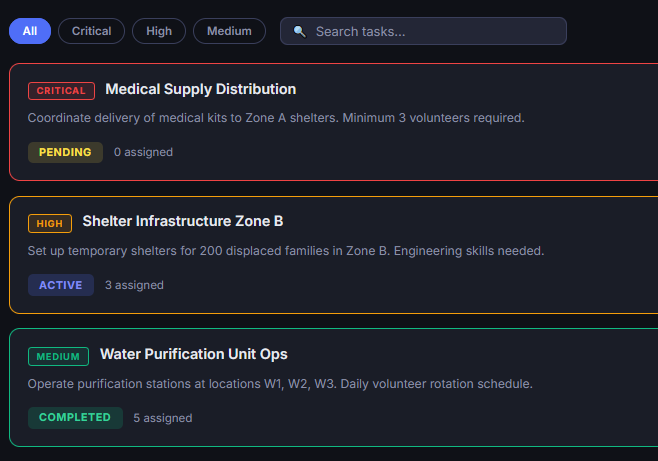 All Critical High Medium Search tasks...
CRITICAL Medical Supply Distribution
Coordinate delivery of medical kits to Zone A shelters. Minimum 3 volunteers required.
PENDING 0 assigned
HIGH Shelter Infrastructure Zone B
Set up temporary shelters for 200 displaced families in Zone B. Engineering skills needed.
ACTIVE 3 assigned
MEDIUM Water Purification Unit Ops
Operate purification stations at locations W1, W2, W3. Daily volunteer rotation schedule.
COMPLETED 5 assigned